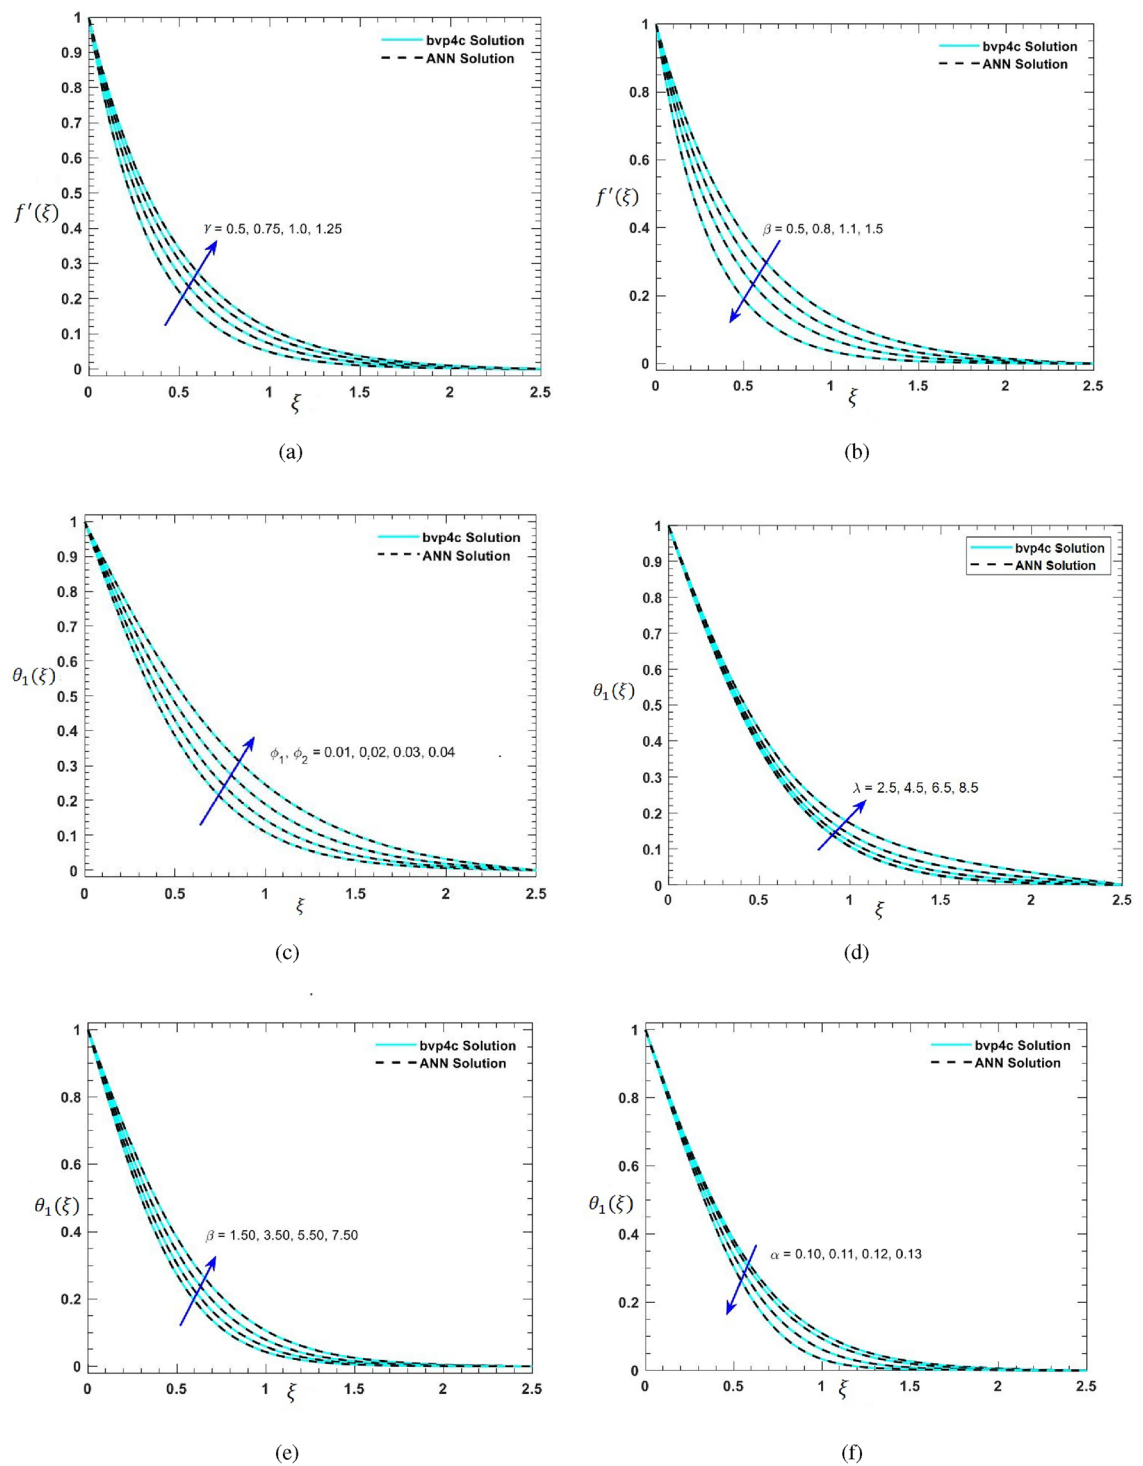 bvp4c Solution
ANN Solution
1
0.9
0.8
0.7
0.6
0.5
0.4
0.3
0.2
0.1
0
f′(ξ)
γ = 0.5, 0.75, 1.0, 1.25
0 0.5 1 1.5 2 2.5
ξ
(a)
bvp4c Solution
ANN Solution
1
0.8
0.6
0.4
0.2
0
f′(ξ)
β = 0.5, 0.8, 1.1, 1.5
0 0.5 1 1.5 2 2.5
ξ
(b)
bvp4c Solution
ANN Solution
1
0.9
0.8
0.7
0.6
0.5
0.4
0.3
0.2
0.1
0
θ₁(ξ)
ϕ₁, ϕ₂ = 0.01, 0.02, 0.03, 0.04
0 0.5 1 1.5 2 2.5
ξ
(c)
bvp4c Solution
ANN Solution
1
0.9
0.8
0.7
0.6
0.5
0.4
0.3
0.2
0.1
0
θ₁(ξ)
λ = 2.5, 4.5, 6.5, 8.5
0 0.5 1 1.5 2 2.5
ξ
(d)
bvp4c Solution
ANN Solution
1
0.8
0.6
0.4
0.2
0
θ₁(ξ)
β = 1.50, 3.50, 5.50, 7.50
0 0.5 1 1.5 2 2.5
ξ
(e)
bvp4c Solution
ANN Solution
1
0.8
0.6
0.4
0.2
0
θ₁(ξ)
α = 0.10, 0.11, 0.12, 0.13
0 0.5 1 1.5 2 2.5
ξ
(f)